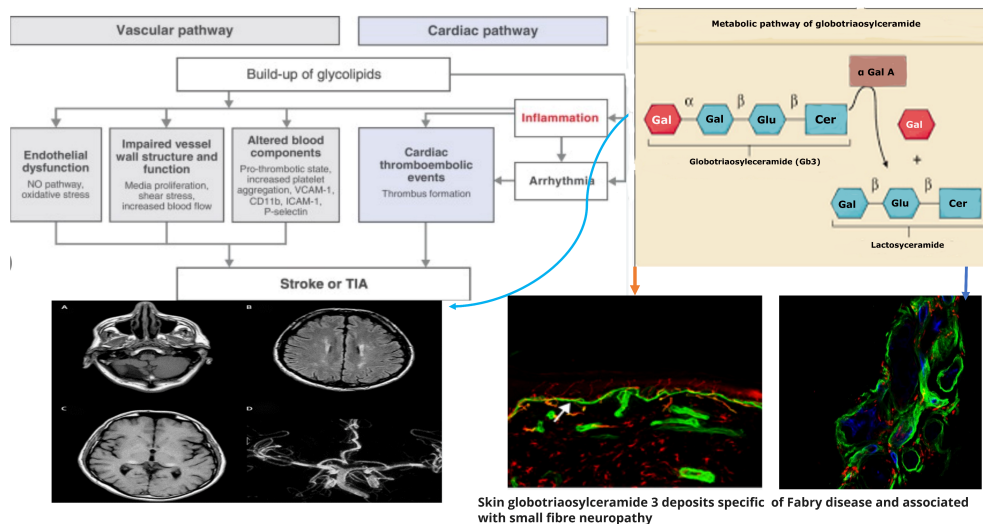 Vascular pathway
Cardiac pathway
Build-up of glycolipids
Endothelial
dysfunction
NO pathway,
oxidative stress
Impaired vessel
wall structure and
function
Media proliferation,
shear stress,
increased blood flow
Altered blood
components
Pro-thrombotic state,
increased platelet
aggregation, VCAM-1,
CD11b, ICAM-1,
P-selectin
Cardiac
thromboembolic
events
Thrombus formation
Inflammation
Arrhythmia
Stroke or TIA
Metabolic pathway of globotriaosylceramide
α Gal A
α
β
β
Gal
Gal
Glu
Cer
Globotriaosyleceramide (Gb3)
Gal
+
β
β
Gal
Glu
Cer
Lactosyceramide
A
B
C
D
Skin globotriaosylceramide 3 deposits specific of Fabry disease and associated
with small fibre neuropathy